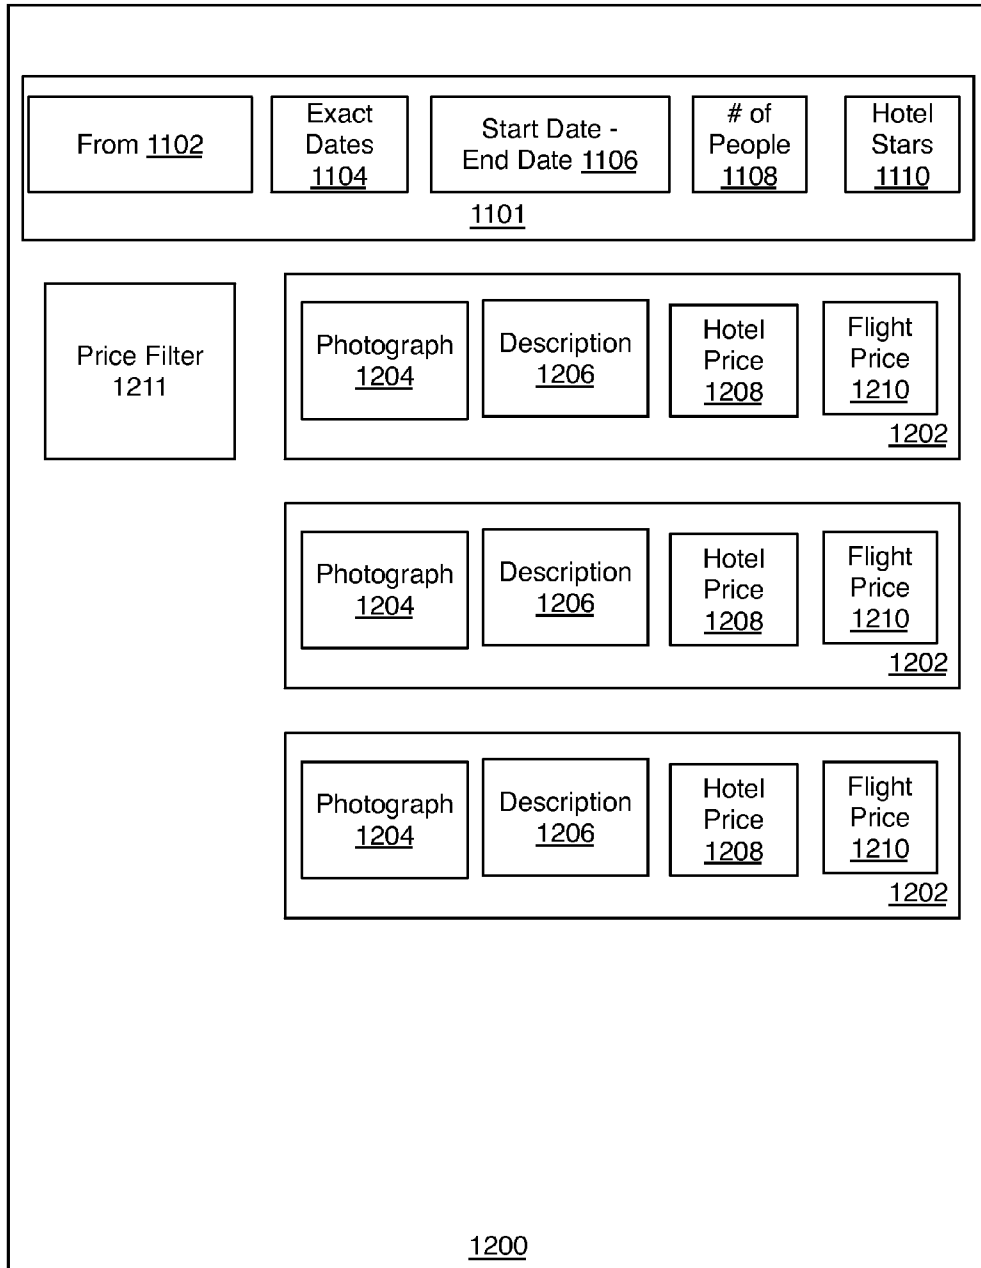 From 1102
Exact
Dates
1104
Start Date -
End Date 1106
# of
People
1108
Hotel
Stars
1110
1101
Price Filter
1211
Photograph
1204
Description
1206
Hotel
Price
1208
Flight
Price
1210
1202
Photograph
1204
Description
1206
Hotel
Price
1208
Flight
Price
1210
1202
Photograph
1204
Description
1206
Hotel
Price
1208
Flight
Price
1210
1202
1200